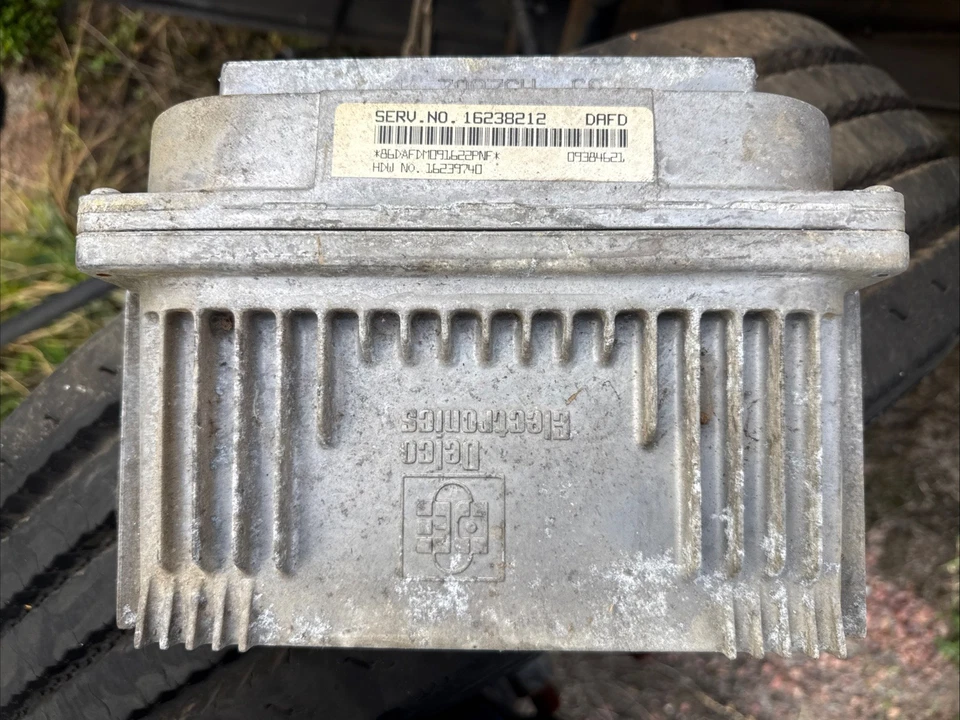 SERV.NO. 16238212 DAFD
*86DAFDM091622PNF* 09384621
HDW NO. 16239740
Delco
Electronics